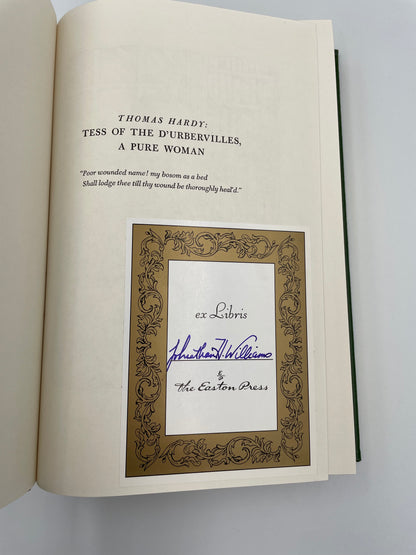 THOMAS HARDY:
TESS OF THE D'URBERVILLES,
A PURE WOMAN
"Poor wounded name! my bosom as a bed
Shall lodge thee till thy wound be thoroughly heal'd."
ex Libris
Johnathan V. Williams
&
the Easton Press